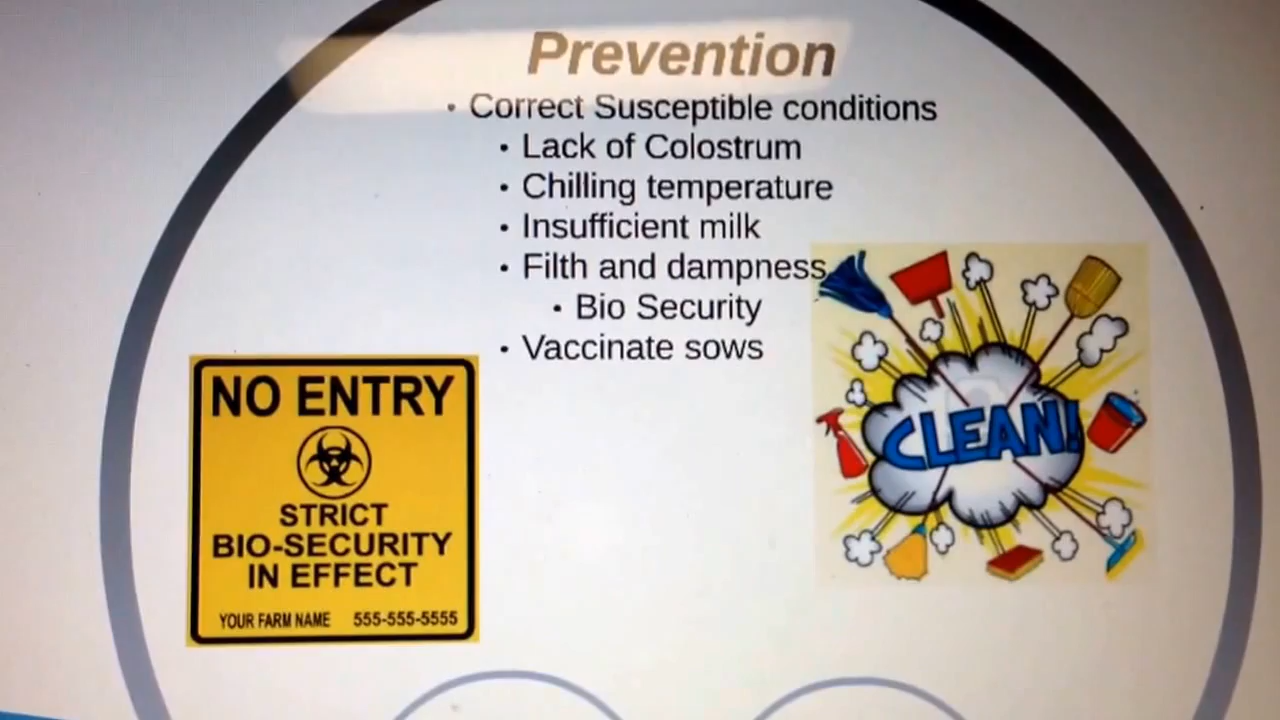 Prevention
• Correct Susceptible conditions
• Lack of Colostrum
• Chilling temperature
• Insufficient milk
• Filth and dampness
• Bio Security
• Vaccinate sows
NO ENTRY
STRICT
BIO-SECURITY
IN EFFECT
YOUR FARM NAME 555-555-5555
CLEAN!